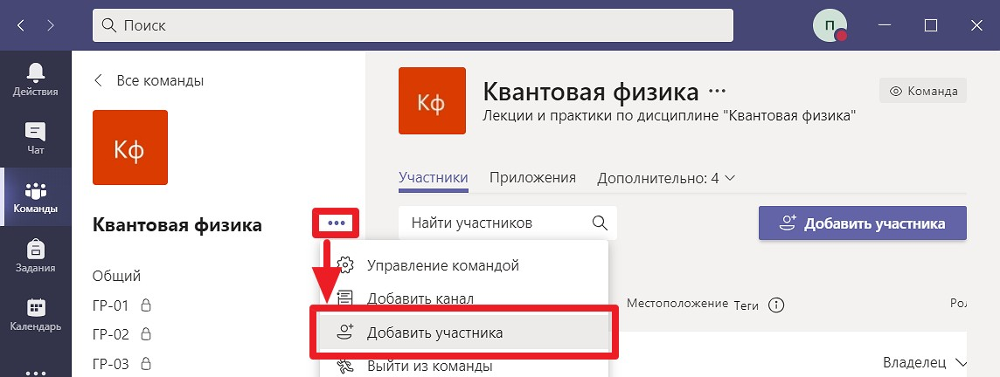 Поиск
П
Действия
Чат
Команды
Задания
Календарь
Все команды
Кф
Квантовая физика
Общий
ГР-01
ГР-02
ГР-03
Управление командой
Добавить канал
Добавить участника
Выйти из команды
Кф
Квантовая физика
Команда
Лекции и практики по дисциплине "Квантовая физика"
Участники Приложения Дополнительно: 4
Найти участников
Добавить участника
Местоположение Теги
Владелец